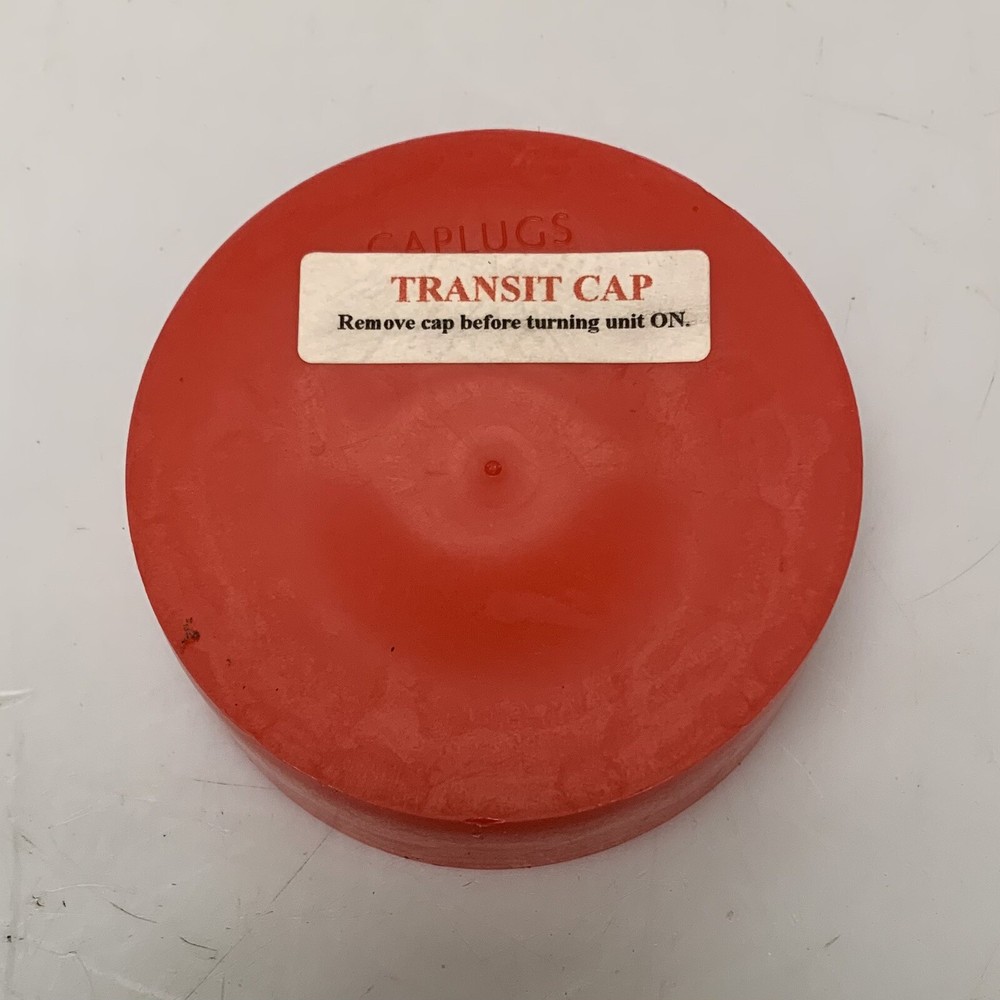 CAPLUGS
TRANSIT CAP
Remove cap before turning unit ON.